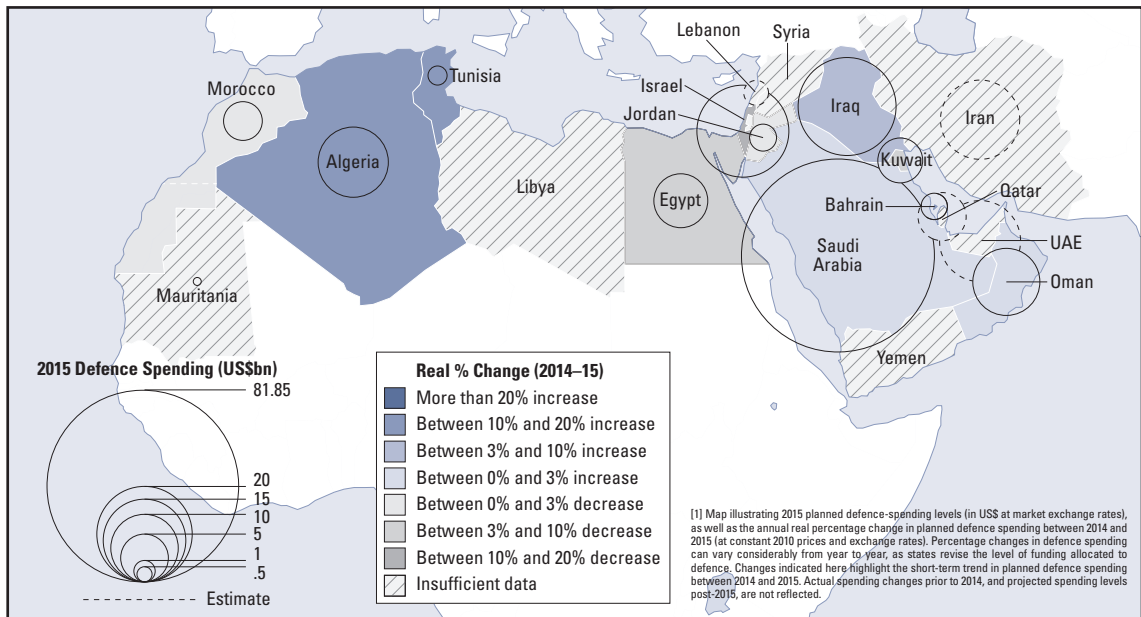 Lebanon
Syria
Tunisia
Morocco
Israel
Jordan
Iraq
Iran
Algeria
Kuwait
Libya
Egypt
Bahrain
Qatar
Saudi
Arabia
UAE
Oman
Mauritania
Yemen
2015 Defence Spending (US$bn)
81.85
20
15
10
5
1
.5
Estimate
Real % Change (2014–15)
More than 20% increase
Between 10% and 20% increase
Between 3% and 10% increase
Between 0% and 3% increase
Between 0% and 3% decrease
Between 3% and 10% decrease
Between 10% and 20% decrease
Insufficient data
[1] Map illustrating 2015 planned defence-spending levels (in US$ at market exchange rates),
as well as the annual real percentage change in planned defence spending between 2014 and
2015 (at constant 2010 prices and exchange rates). Percentage changes in defence spending
can vary considerably from year to year, as states revise the level of funding allocated to
defence. Changes indicated here highlight the short-term trend in planned defence spending
between 2014 and 2015. Actual spending changes prior to 2014, and projected spending levels
post-2015, are not reflected.